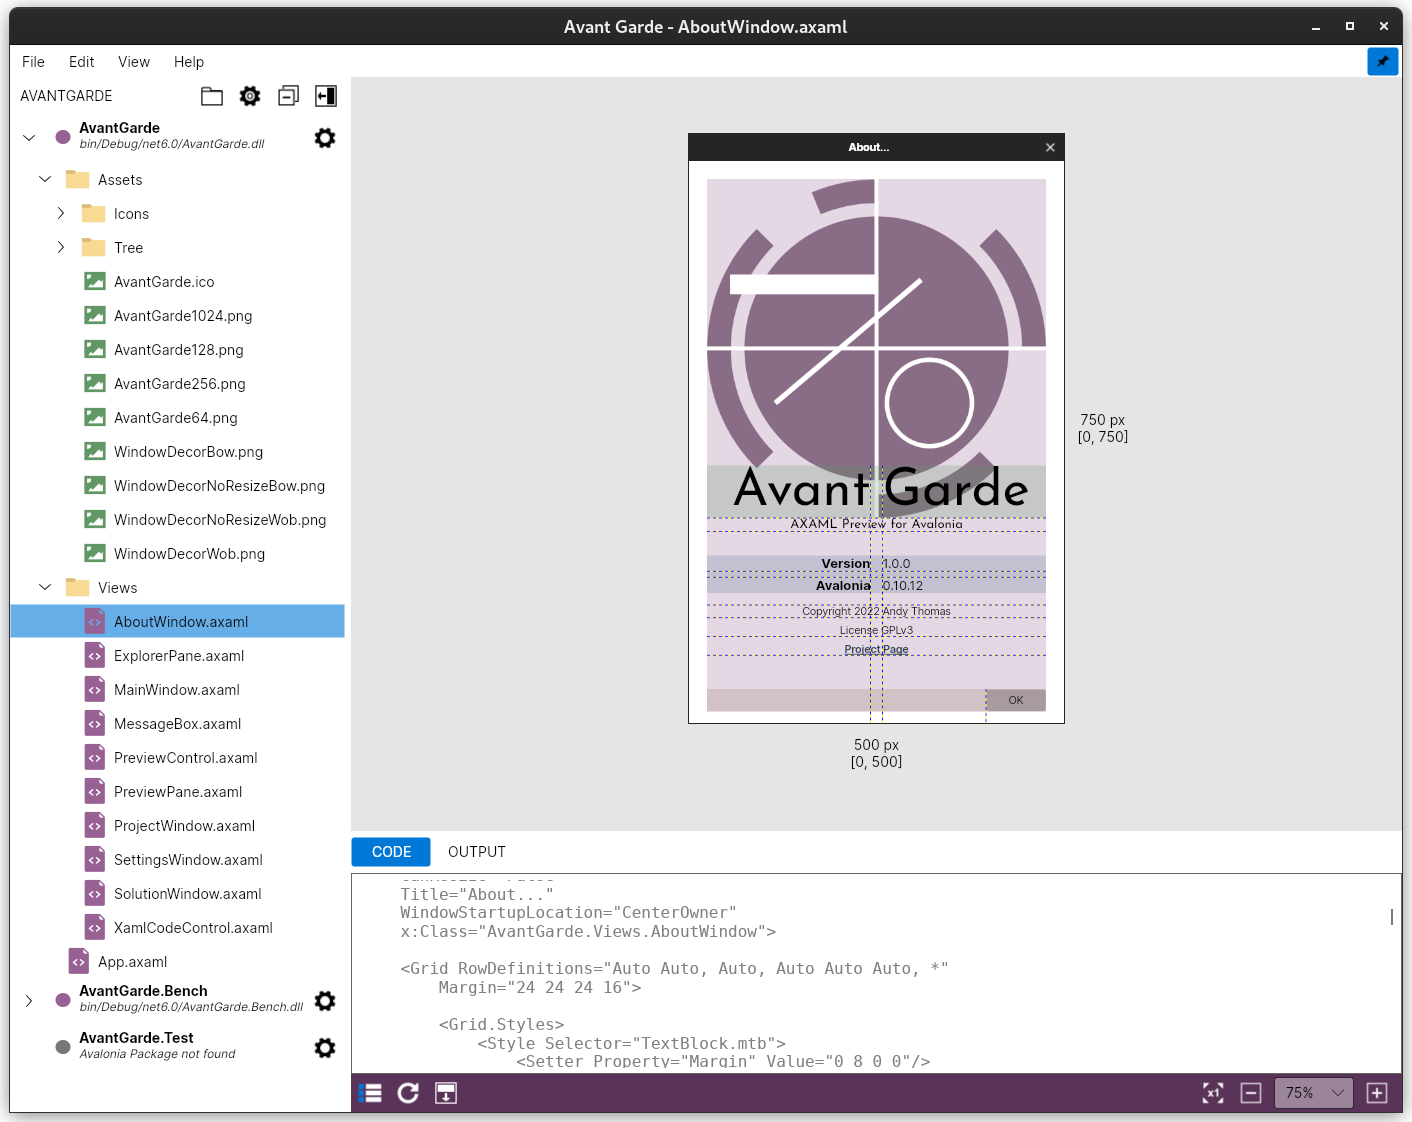 Avant Garde - AboutWindow.axaml
File Edit View Help
AVANTGARDE
AvantGarde
bin/Debug/net6.0/AvantGarde.dll
Assets
Icons
Tree
AvantGarde.ico
AvantGarde1024.png
AvantGarde128.png
AvantGarde256.png
AvantGarde64.png
WindowDecorBow.png
WindowDecorNoResizeBow.png
WindowDecorNoResizeWob.png
WindowDecorWob.png
Views
AboutWindow.axaml
ExplorerPane.axaml
MainWindow.axaml
MessageBox.axaml
PreviewControl.axaml
PreviewPane.axaml
ProjectWindow.axaml
SettingsWindow.axaml
SolutionWindow.axaml
XamlCodeControl.axaml
App.axaml
AvantGarde.Bench
bin/Debug/net6.0/AvantGarde.Bench.dll
AvantGarde.Test
Avalonia Package not found
About...
Avant Garde
AXAML Preview for Avalonia
Version 1.0.0
Avalonia 0.10.12
Copyright 2022 Andy Thomas
License GPLv3
Project Page
OK
750 px
[0, 750]
500 px
[0, 500]
CODE OUTPUT
Title="About..."
WindowStartupLocation="CenterOwner"
x:Class="AvantGarde.Views.AboutWindow">
<Grid RowDefinitions="Auto Auto, Auto, Auto Auto Auto, *"
Margin="24 24 24 16">
<Grid.Styles>
<Style Selector="TextBlock.mtb">
<Setter Property="Margin" Value="0 8 0 0"/>
x1 75%